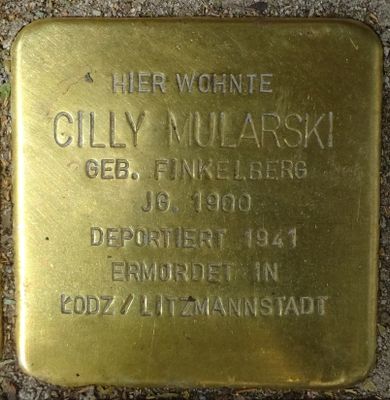 HIER WOHNTE
CILLY MULARSKI
GEB. FINKELBERG
JG. 1900
DEPORTIERT 1941
ERMORDET IN
ŁODZ / LITZMANNSTADT